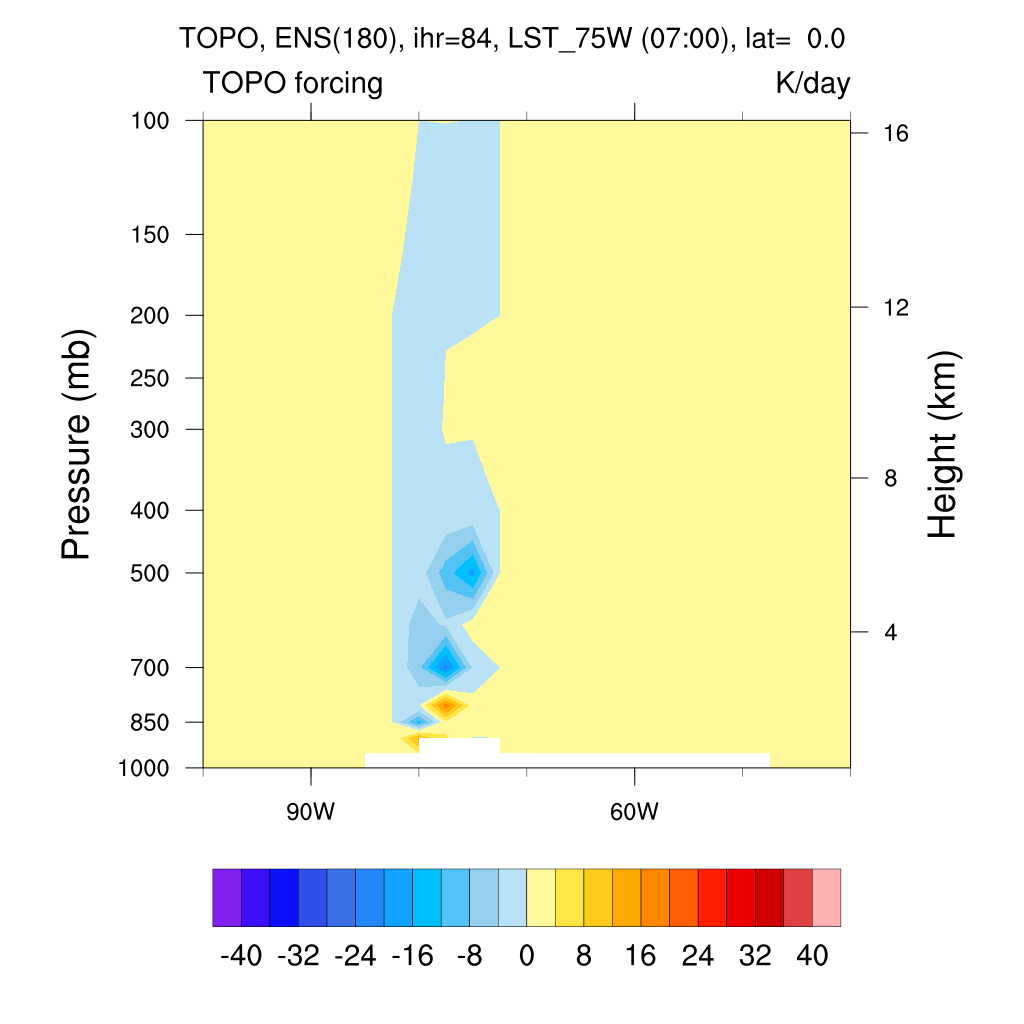 TOPO, ENS(180), ihr=84, LST_75W (07:00), lat=  0.0
TOPO forcing
K/day
100
150
200
250
300
400
500
700
850
1000
Pressure (mb)
16
12
8
4
Height (km)
90W
60W
-40 -32 -24 -16 -8 0 8 16 24 32 40